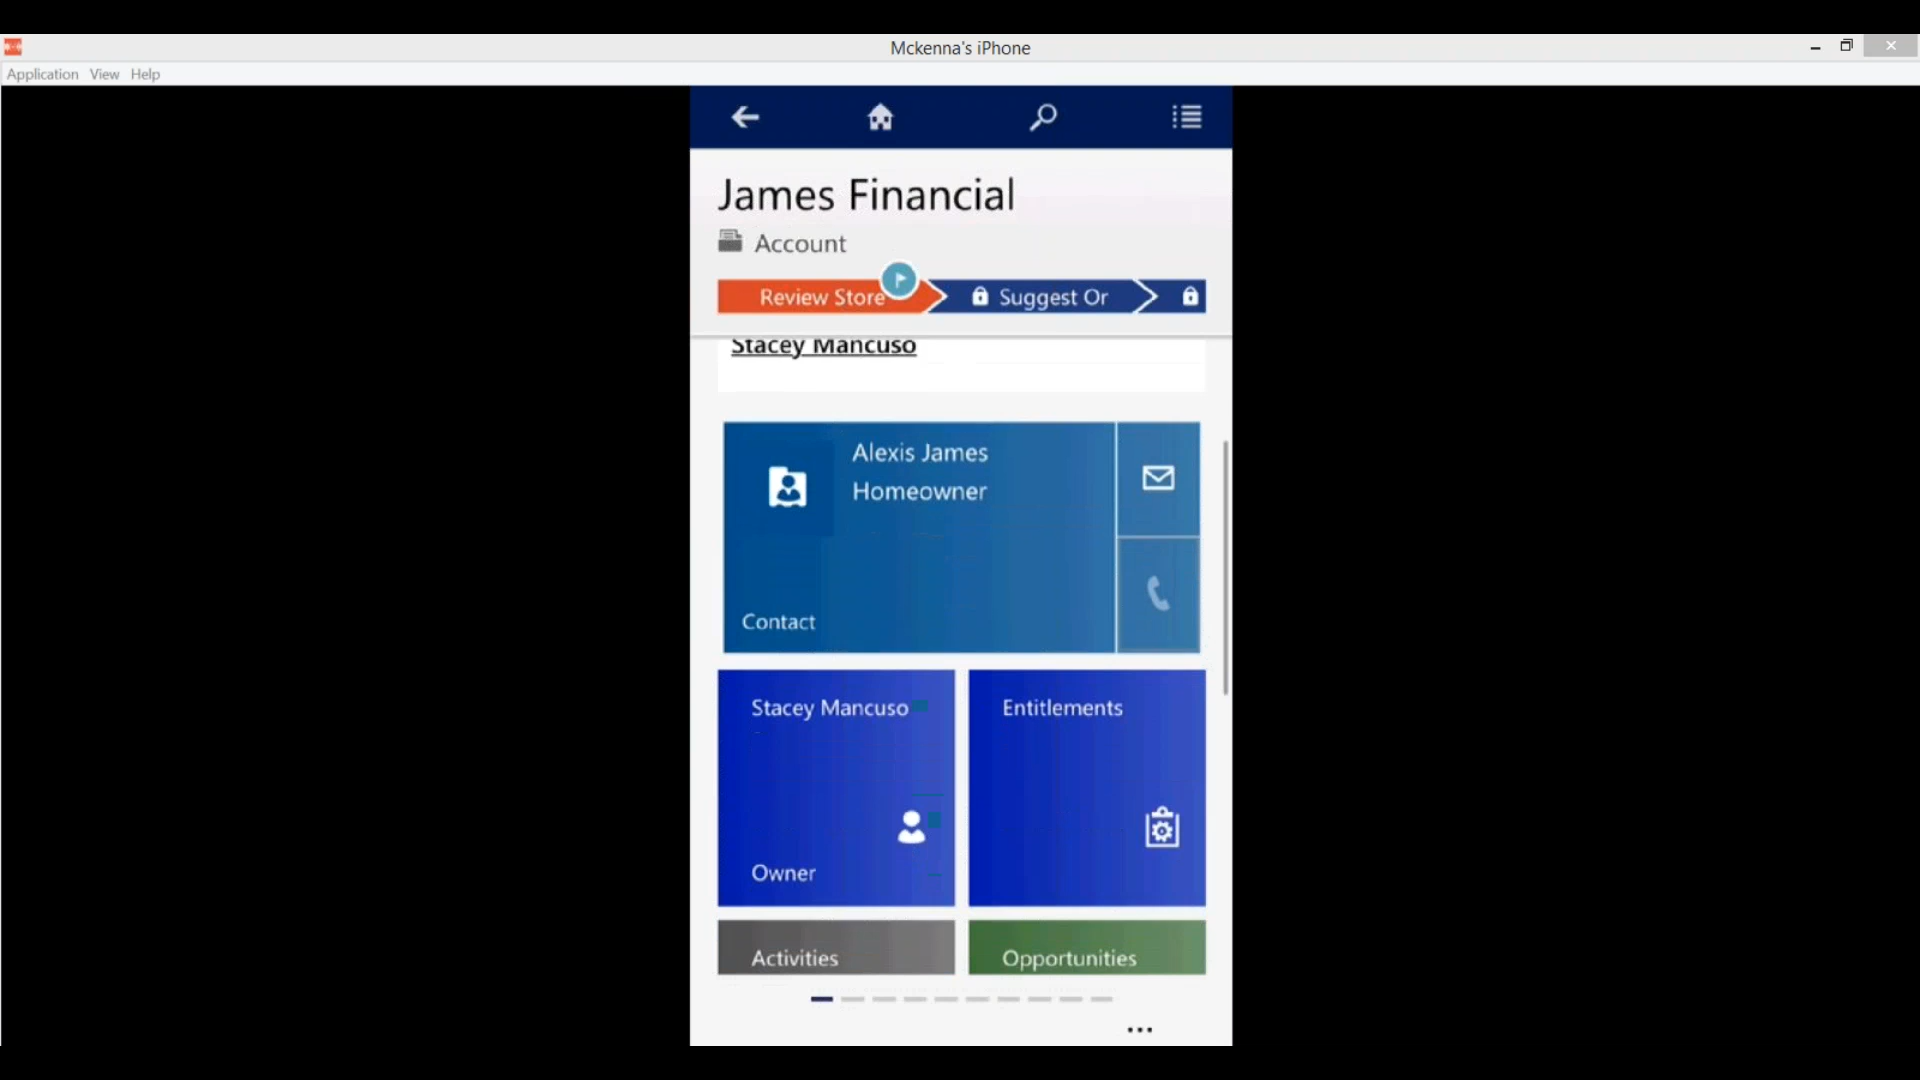 Mckenna's iPhone
Application View Help
James Financial
Account
Review Store
Suggest Or
Stacey Mancuso
Alexis James
Homeowner
Contact
Stacey Mancuso
Owner
Entitlements
Activities
Opportunities